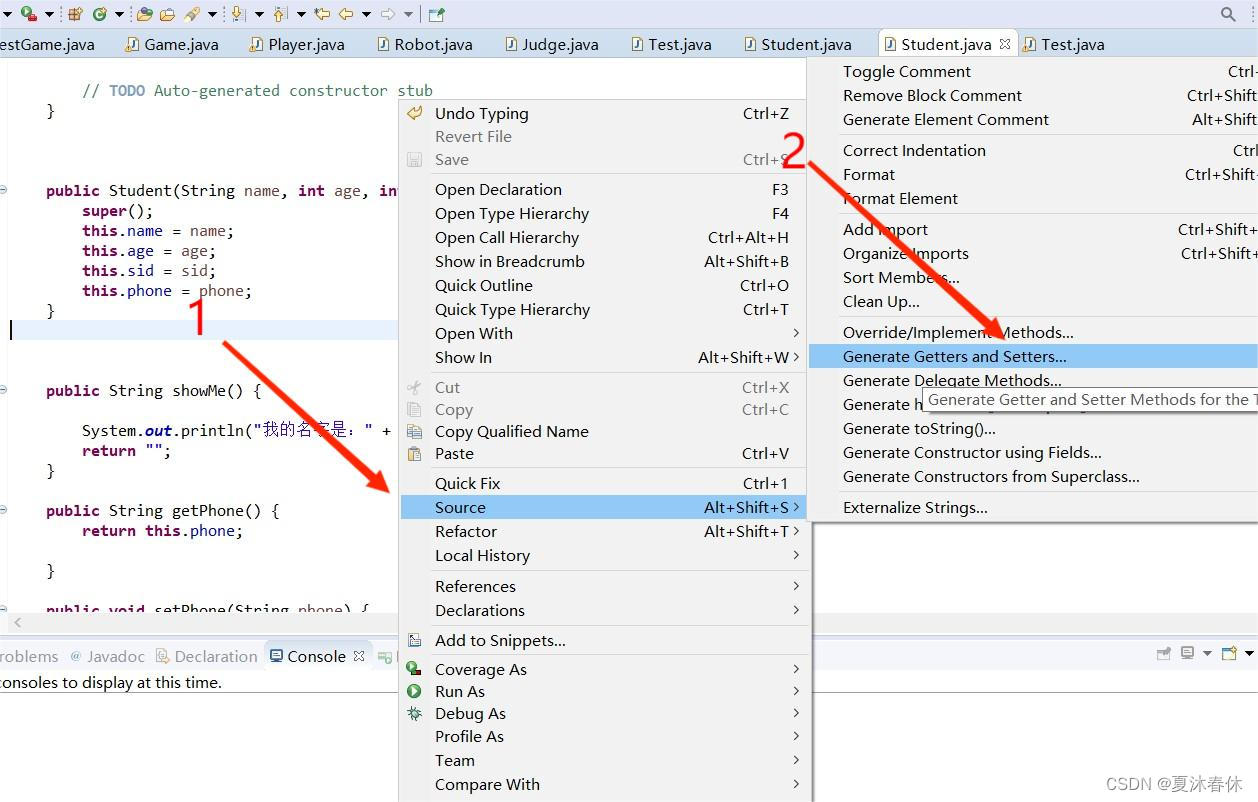 estGame.java
Game.java
Player.java
Robot.java
Judge.java
Test.java
Student.java
Student.java
Test.java
// TODO Auto-generated constructor stub
}
public Student(String name, int age, in
super();
this.name = name;
this.age = age;
this.sid = sid;
this.phone = phone;
}
1
public String showMe() {
System.out.println("我的名字是：" +
return "";
}
public String getPhone() {
return this.phone;
}
public void setPhone(String phone) {
Undo Typing Ctrl+Z
Revert File
Save Ctrl+S
2
Open Declaration F3
Open Type Hierarchy F4
Open Call Hierarchy Ctrl+Alt+H
Show in Breadcrumb Alt+Shift+B
Quick Outline Ctrl+O
Quick Type Hierarchy Ctrl+T
Open With
Show In Alt+Shift+W
Cut Ctrl+X
Copy Ctrl+C
Copy Qualified Name
Paste Ctrl+V
Quick Fix Ctrl+1
Source Alt+Shift+S
Refactor Alt+Shift+T
Local History
References
Declarations
Add to Snippets...
Coverage As
Run As
Debug As
Profile As
Team
Compare With
Toggle Comment Ctrl-
Remove Block Comment Ctrl+Shift
Generate Element Comment Alt+Shift
Correct Indentation Ctrl
Format Ctrl+Shift-
Format Element
Add Import Ctrl+Shift+
Organize Imports Ctrl+Shift+
Sort Members...
Clean Up...
Override/Implement Methods...
Generate Getters and Setters...
Generate Delegate Methods...
Generate h
Generate Getter and Setter Methods for the T
Generate toString()...
Generate Constructor using Fields...
Generate Constructors from Superclass...
Externalize Strings...
roblems
@ Javadoc
Declaration
Console
consoles to display at this time.
CSDN @夏沐春休